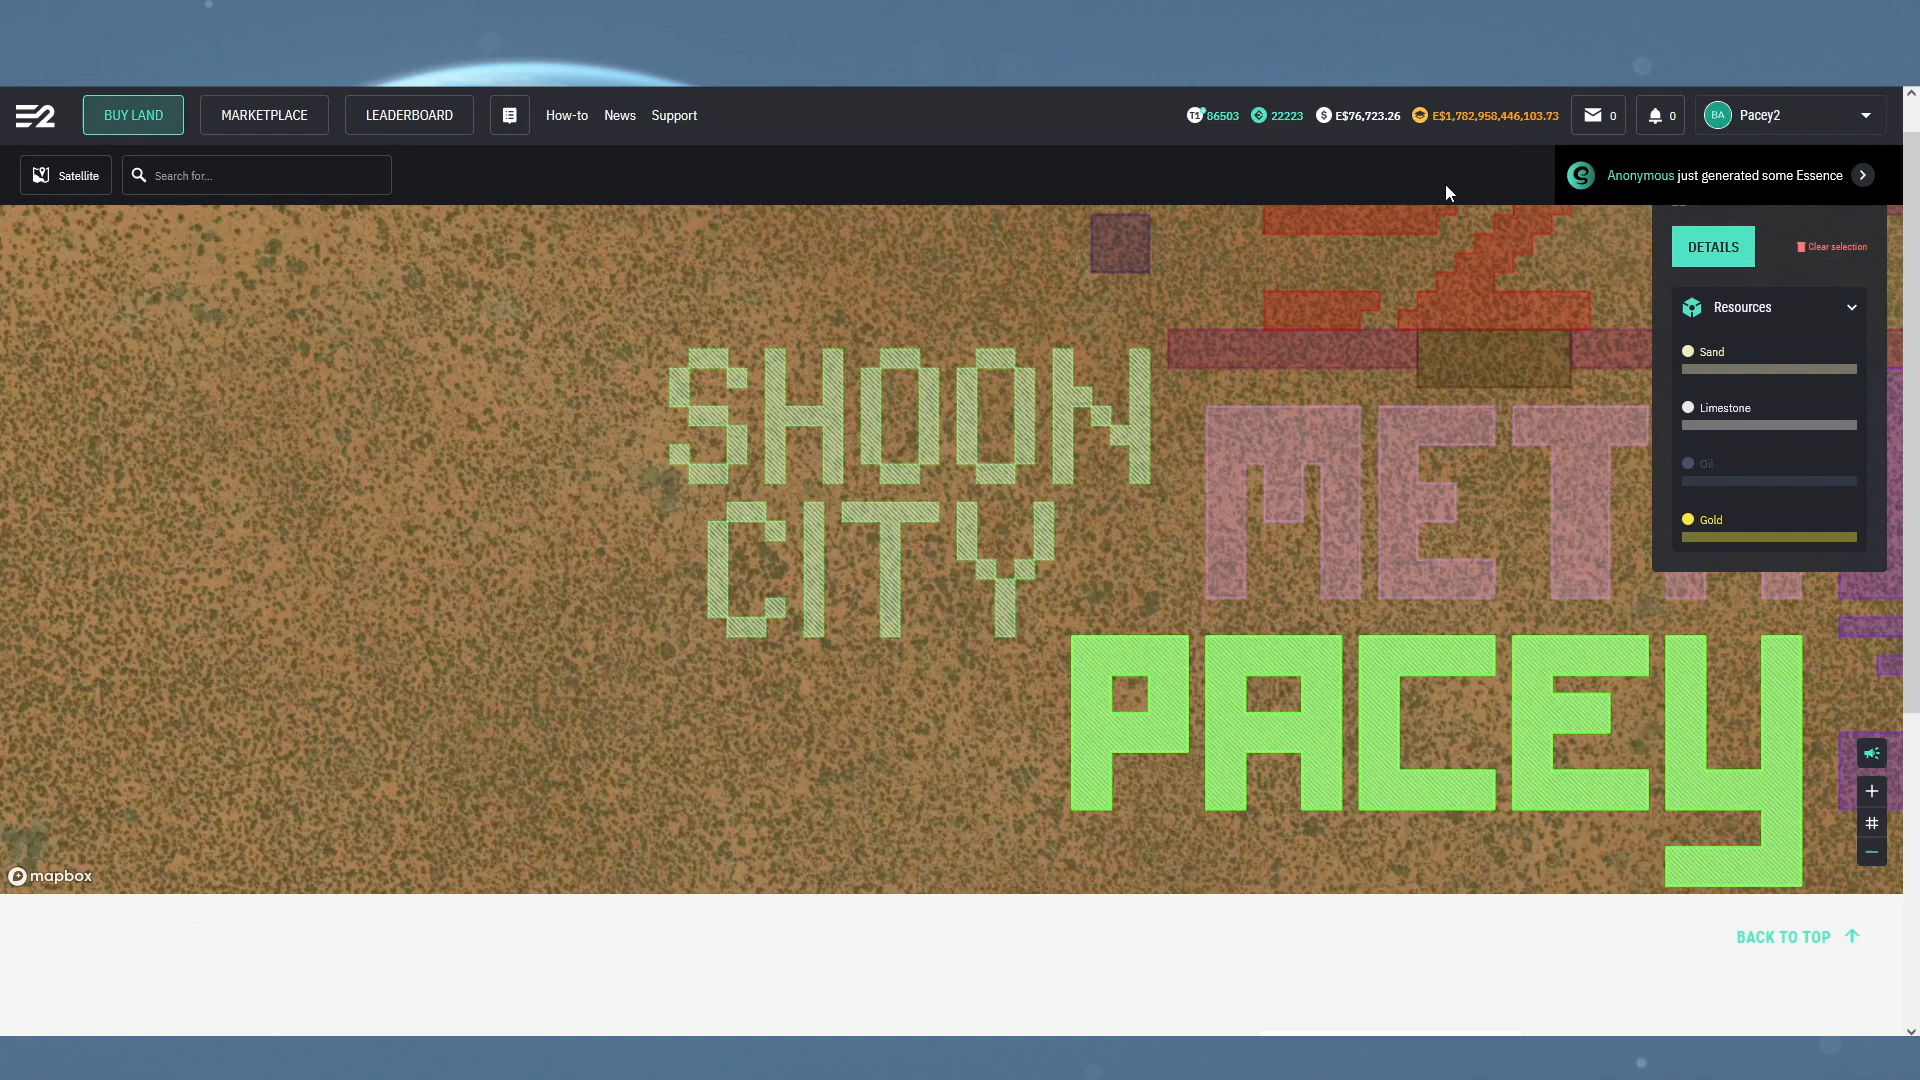 E2
BUY LAND
MARKETPLACE
LEADERBOARD
How-to
News
Support
T1 86503
22223
E$76,723.26
E$1,782,958,446,103.73
0
0
BA
Pacey2
Satellite
Search for...
Anonymous just generated some Essence
DETAILS
Clear selection
Resources
Sand
Limestone
Oil
Gold
SHOON
CITY
MET
PACEY
mapbox
BACK TO TOP